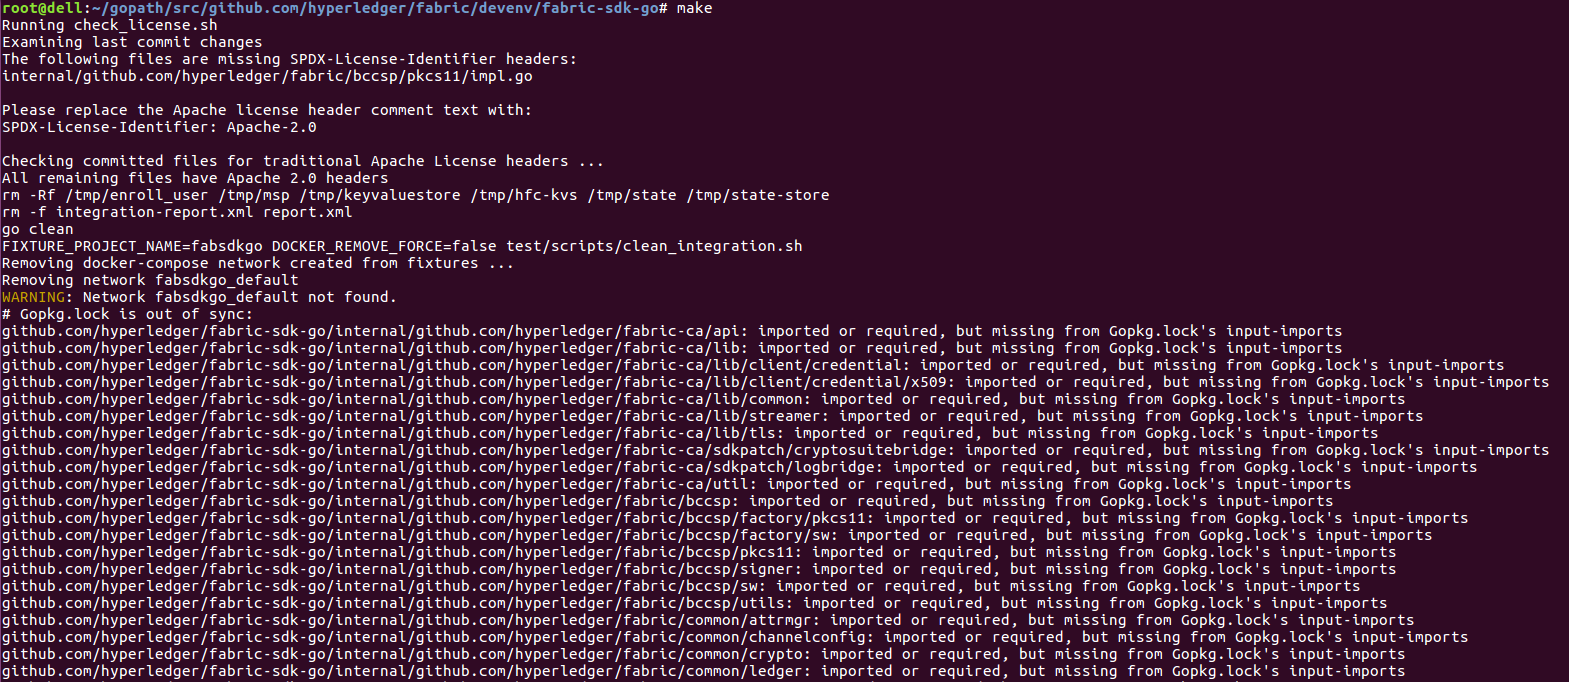 root@dell:~/gopath/src/github.com/hyperledger/fabric/devenv/fabric-sdk-go# make
Running check_license.sh
Examining last commit changes
The following files are missing SPDX-License-Identifier headers:
internal/github.com/hyperledger/fabric/bccsp/pkcs11/impl.go
Please replace the Apache license header comment text with:
SPDX-License-Identifier: Apache-2.0
Checking committed files for traditional Apache License headers ...
All remaining files have Apache 2.0 headers
rm -Rf /tmp/enroll_user /tmp/msp /tmp/keyvaluestore /tmp/hfc-kvs /tmp/state /tmp/state-store
rm -f integration-report.xml report.xml
go clean
FIXTURE_PROJECT_NAME=fabsdkgo DOCKER_REMOVE_FORCE=false test/scripts/clean_integration.sh
Removing docker-compose network created from fixtures ...
Removing network fabsdkgo_default
WARNING: Network fabsdkgo_default not found.
# Gopkg.lock is out of sync:
github.com/hyperledger/fabric-sdk-go/internal/github.com/hyperledger/fabric-ca/api: imported or required, but missing from Gopkg.lock's input-imports
github.com/hyperledger/fabric-sdk-go/internal/github.com/hyperledger/fabric-ca/lib: imported or required, but missing from Gopkg.lock's input-imports
github.com/hyperledger/fabric-sdk-go/internal/github.com/hyperledger/fabric-ca/lib/client/credential: imported or required, but missing from Gopkg.lock's input-imports
github.com/hyperledger/fabric-sdk-go/internal/github.com/hyperledger/fabric-ca/lib/client/credential/x509: imported or required, but missing from Gopkg.lock's input-imports
github.com/hyperledger/fabric-sdk-go/internal/github.com/hyperledger/fabric-ca/lib/common: imported or required, but missing from Gopkg.lock's input-imports
github.com/hyperledger/fabric-sdk-go/internal/github.com/hyperledger/fabric-ca/lib/streamer: imported or required, but missing from Gopkg.lock's input-imports
github.com/hyperledger/fabric-sdk-go/internal/github.com/hyperledger/fabric-ca/lib/tls: imported or required, but missing from Gopkg.lock's input-imports
github.com/hyperledger/fabric-sdk-go/internal/github.com/hyperledger/fabric-ca/sdkpatch/cryptosuitebridge: imported or required, but missing from Gopkg.lock's input-imports
github.com/hyperledger/fabric-sdk-go/internal/github.com/hyperledger/fabric-ca/sdkpatch/logbridge: imported or required, but missing from Gopkg.lock's input-imports
github.com/hyperledger/fabric-sdk-go/internal/github.com/hyperledger/fabric-ca/util: imported or required, but missing from Gopkg.lock's input-imports
github.com/hyperledger/fabric-sdk-go/internal/github.com/hyperledger/fabric/bccsp: imported or required, but missing from Gopkg.lock's input-imports
github.com/hyperledger/fabric-sdk-go/internal/github.com/hyperledger/fabric/bccsp/factory/pkcs11: imported or required, but missing from Gopkg.lock's input-imports
github.com/hyperledger/fabric-sdk-go/internal/github.com/hyperledger/fabric/bccsp/factory/sw: imported or required, but missing from Gopkg.lock's input-imports
github.com/hyperledger/fabric-sdk-go/internal/github.com/hyperledger/fabric/bccsp/pkcs11: imported or required, but missing from Gopkg.lock's input-imports
github.com/hyperledger/fabric-sdk-go/internal/github.com/hyperledger/fabric/bccsp/signer: imported or required, but missing from Gopkg.lock's input-imports
github.com/hyperledger/fabric-sdk-go/internal/github.com/hyperledger/fabric/bccsp/sw: imported or required, but missing from Gopkg.lock's input-imports
github.com/hyperledger/fabric-sdk-go/internal/github.com/hyperledger/fabric/bccsp/utils: imported or required, but missing from Gopkg.lock's input-imports
github.com/hyperledger/fabric-sdk-go/internal/github.com/hyperledger/fabric/common/attrmgr: imported or required, but missing from Gopkg.lock's input-imports
github.com/hyperledger/fabric-sdk-go/internal/github.com/hyperledger/fabric/common/channelconfig: imported or required, but missing from Gopkg.lock's input-imports
github.com/hyperledger/fabric-sdk-go/internal/github.com/hyperledger/fabric/common/crypto: imported or required, but missing from Gopkg.lock's input-imports
github.com/hyperledger/fabric-sdk-go/internal/github.com/hyperledger/fabric/common/ledger: imported or required, but missing from Gopkg.lock's input-imports